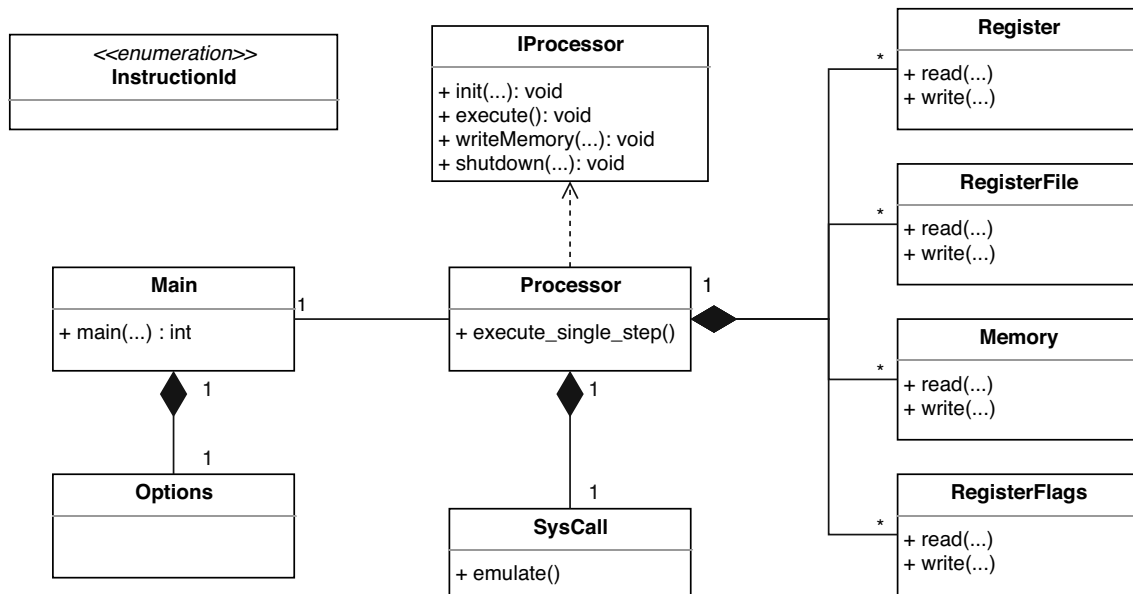 <<enumeration>>
InstructionId
IProcessor
+ init(...): void
+ execute(): void
+ writeMemory(...): void
+ shutdown(...): void
Register
+ read(...)
+ write(...)
*
RegisterFile
+ read(...)
+ write(...)
*
Main
+ main(...) : int
1
Processor
+ execute_single_step()
1
Memory
+ read(...)
+ write(...)
*
1
1
Options
1
1
SysCall
+ emulate()
RegisterFlags
+ read(...)
+ write(...)
*